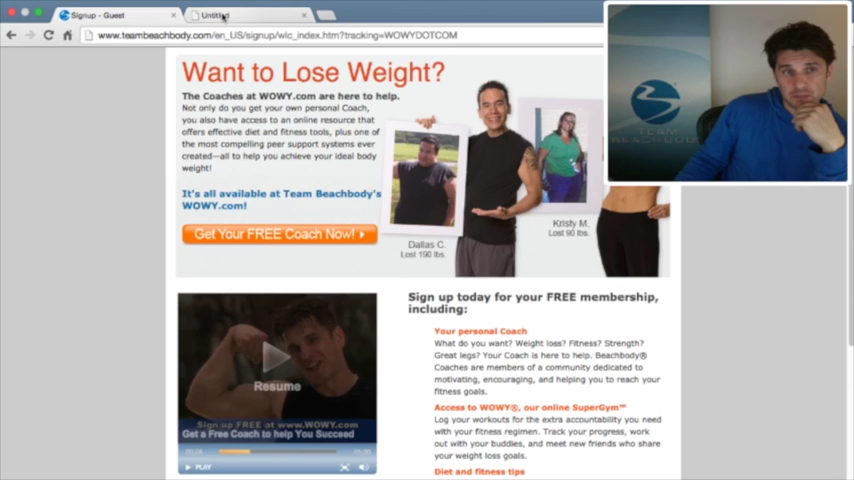 Signup - Guest
Untitled
www.teambeachbody.com/en_US/signup/wlc_index.htm?tracking=WOWYDOTCOM
Want to Lose Weight?
The Coaches at WOWY.com are here to help.
Not only do you get your own personal Coach,
you also have access to an online resource that
offers effective diet and fitness tools, plus one of
the most compelling peer support systems ever
created—all to help you achieve your ideal body
weight!
It's all available at Team Beachbody's
WOWY.com!
Get Your FREE Coach Now!
Dallas C.
Lost 190 lbs.
Kristy M.
Lost 90 lbs.
TEAM
BEACHBODY
Resume
Sign up FREE at www.WOWY.com
Get a Free Coach to help You Succeed
PLAY
Sign up today for your FREE membership,
including:
Your personal Coach
What do you want? Weight loss? Fitness? Strength?
Great legs? Your Coach is here to help. Beachbody®
Coaches are members of a community dedicated to
motivating, encouraging, and helping you to reach your
fitness goals.
Access to WOWY®, our online SuperGym℠
Log your workouts for the extra accountability you need
with your fitness regimen. Track your progress, work
out with your buddies, and meet new friends who share
your weight loss goals.
Diet and fitness tips